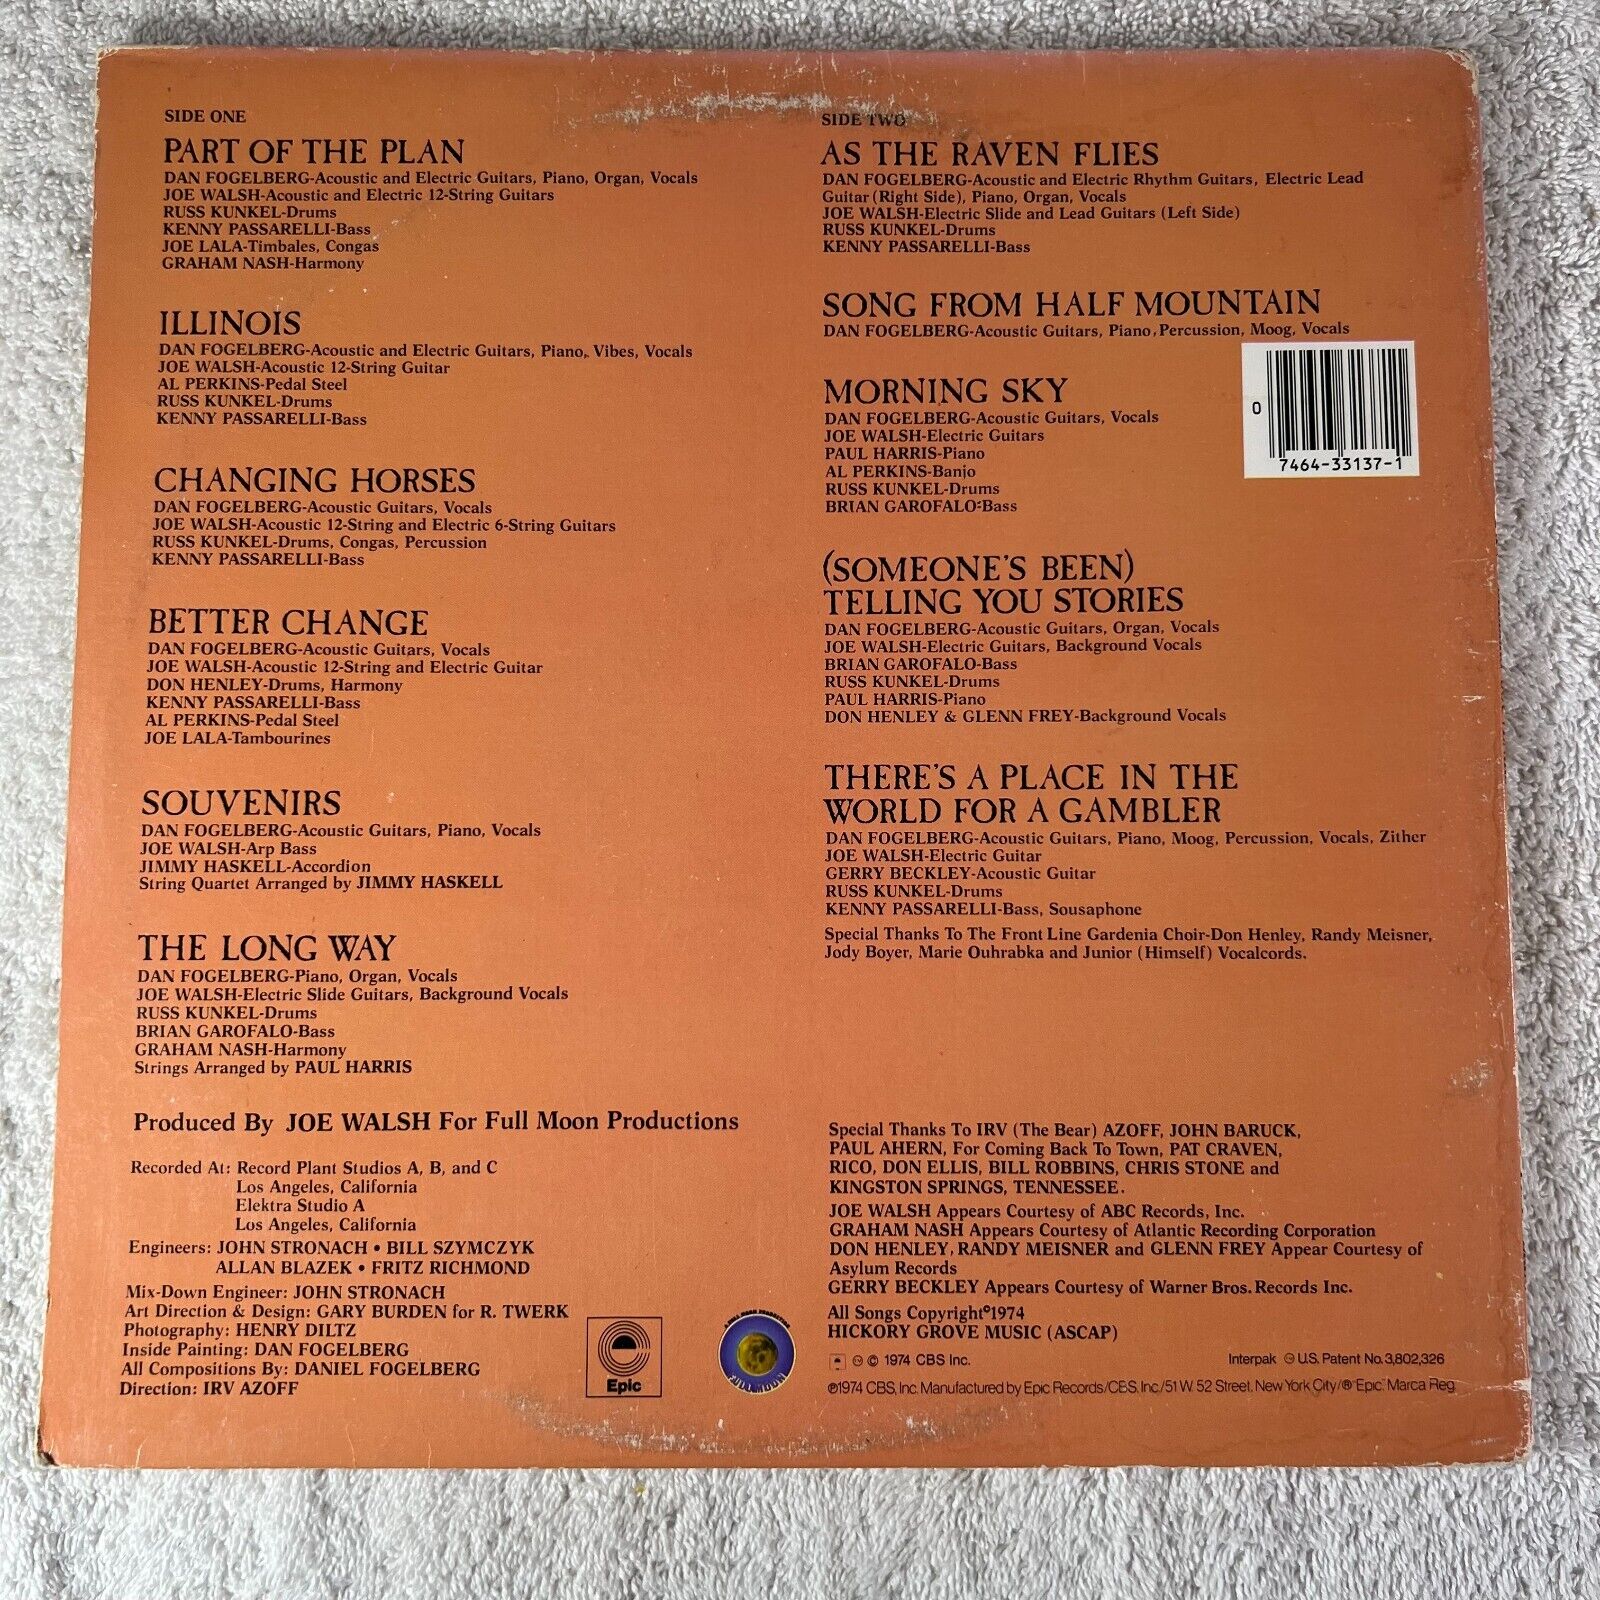 SIDE ONE
PART OF THE PLAN
DAN FOGELBERG-Acoustic and Electric Guitars, Piano, Organ, Vocals
JOE WALSH-Acoustic and Electric 12-String Guitars
RUSS KUNKEL-Drums
KENNY PASSARELLI-Bass
JOE LALA-Timbales, Congas
GRAHAM NASH-Harmony
ILLINOIS
DAN FOGELBERG-Acoustic and Electric Guitars, Piano, Vibes, Vocals
JOE WALSH-Acoustic 12-String Guitar
AL PERKINS-Pedal Steel
RUSS KUNKEL-Drums
KENNY PASSARELLI-Bass
CHANGING HORSES
DAN FOGELBERG-Acoustic Guitars, Vocals
JOE WALSH-Acoustic 12-String and Electric 6-String Guitars
RUSS KUNKEL-Drums, Congas, Percussion
KENNY PASSARELLI-Bass
BETTER CHANGE
DAN FOGELBERG-Acoustic Guitars, Vocals
JOE WALSH-Acoustic 12-String and Electric Guitar
DON HENLEY-Drums, Harmony
KENNY PASSARELLI-Bass
AL PERKINS-Pedal Steel
JOE LALA-Tambourines
SOUVENIRS
DAN FOGELBERG-Acoustic Guitars, Piano, Vocals
JOE WALSH-Arp Bass
JIMMY HASKELL-Accordion
String Quartet Arranged by JIMMY HASKELL
THE LONG WAY
DAN FOGELBERG-Piano, Organ, Vocals
JOE WALSH-Electric Slide Guitars, Background Vocals
RUSS KUNKEL-Drums
BRIAN GAROFALO-Bass
GRAHAM NASH-Harmony
Strings Arranged by PAUL HARRIS
Produced By JOE WALSH For Full Moon Productions
Recorded At: Record Plant Studios A, B, and C
Los Angeles, California
Elektra Studio A
Los Angeles, California
Engineers: JOHN STRONACH • BILL SZYMCZYK
ALLAN BLAZEK • FRITZ RICHMOND
Mix-Down Engineer: JOHN STRONACH
Art Direction & Design: GARY BURDEN for R. TWERK
Photography: HENRY DILTZ
Inside Painting: DAN FOGELBERG
All Compositions By: DANIEL FOGELBERG
Direction: IRV AZOFF
Epic
A FULL MOON PRODUCTION
FULL MOON
SIDE TWO
AS THE RAVEN FLIES
DAN FOGELBERG-Acoustic and Electric Rhythm Guitars, Electric Lead
Guitar (Right Side), Piano, Organ, Vocals
JOE WALSH-Electric Slide and Lead Guitars (Left Side)
RUSS KUNKEL-Drums
KENNY PASSARELLI-Bass
SONG FROM HALF MOUNTAIN
DAN FOGELBERG-Acoustic Guitars, Piano, Percussion, Moog, Vocals
0
7464-33137-1
MORNING SKY
DAN FOGELBERG-Acoustic Guitars, Vocals
JOE WALSH-Electric Guitars
PAUL HARRIS-Piano
AL PERKINS-Banjo
RUSS KUNKEL-Drums
BRIAN GAROFALO-Bass
(SOMEONE'S BEEN)
TELLING YOU STORIES
DAN FOGELBERG-Acoustic Guitars, Organ, Vocals
JOE WALSH-Electric Guitars, Background Vocals
BRIAN GAROFALO-Bass
RUSS KUNKEL-Drums
PAUL HARRIS-Piano
DON HENLEY & GLENN FREY-Background Vocals
THERE'S A PLACE IN THE
WORLD FOR A GAMBLER
DAN FOGELBERG-Acoustic Guitars, Piano, Moog, Percussion, Vocals, Zither
JOE WALSH-Electric Guitar
GERRY BECKLEY-Acoustic Guitar
RUSS KUNKEL-Drums
KENNY PASSARELLI-Bass, Sousaphone
Special Thanks To The Front Line Gardenia Choir-Don Henley, Randy Meisner,
Jody Boyer, Marie Ouhrabka and Junior (Himself) Vocalcords.
Special Thanks To IRV (The Bear) AZOFF, JOHN BARUCK,
PAUL AHERN, For Coming Back To Town, PAT CRAVEN,
RICO, DON ELLIS, BILL ROBBINS, CHRIS STONE and
KINGSTON SPRINGS, TENNESSEE.
JOE WALSH Appears Courtesy of ABC Records, Inc.
GRAHAM NASH Appears Courtesy of Atlantic Recording Corporation
DON HENLEY, RANDY MEISNER and GLENN FREY Appear Courtesy of
Asylum Records
GERRY BECKLEY Appears Courtesy of Warner Bros. Records Inc.
All Songs Copyright©1974
HICKORY GROVE MUSIC (ASCAP)
℗ © 1974 CBS Inc.
Interpak U.S. Patent No. 3,802,326
℗1974 CBS, Inc. Manufactured by Epic Records/CBS, Inc./51 W. 52 Street, New York City/® "Epic," Marca Reg.